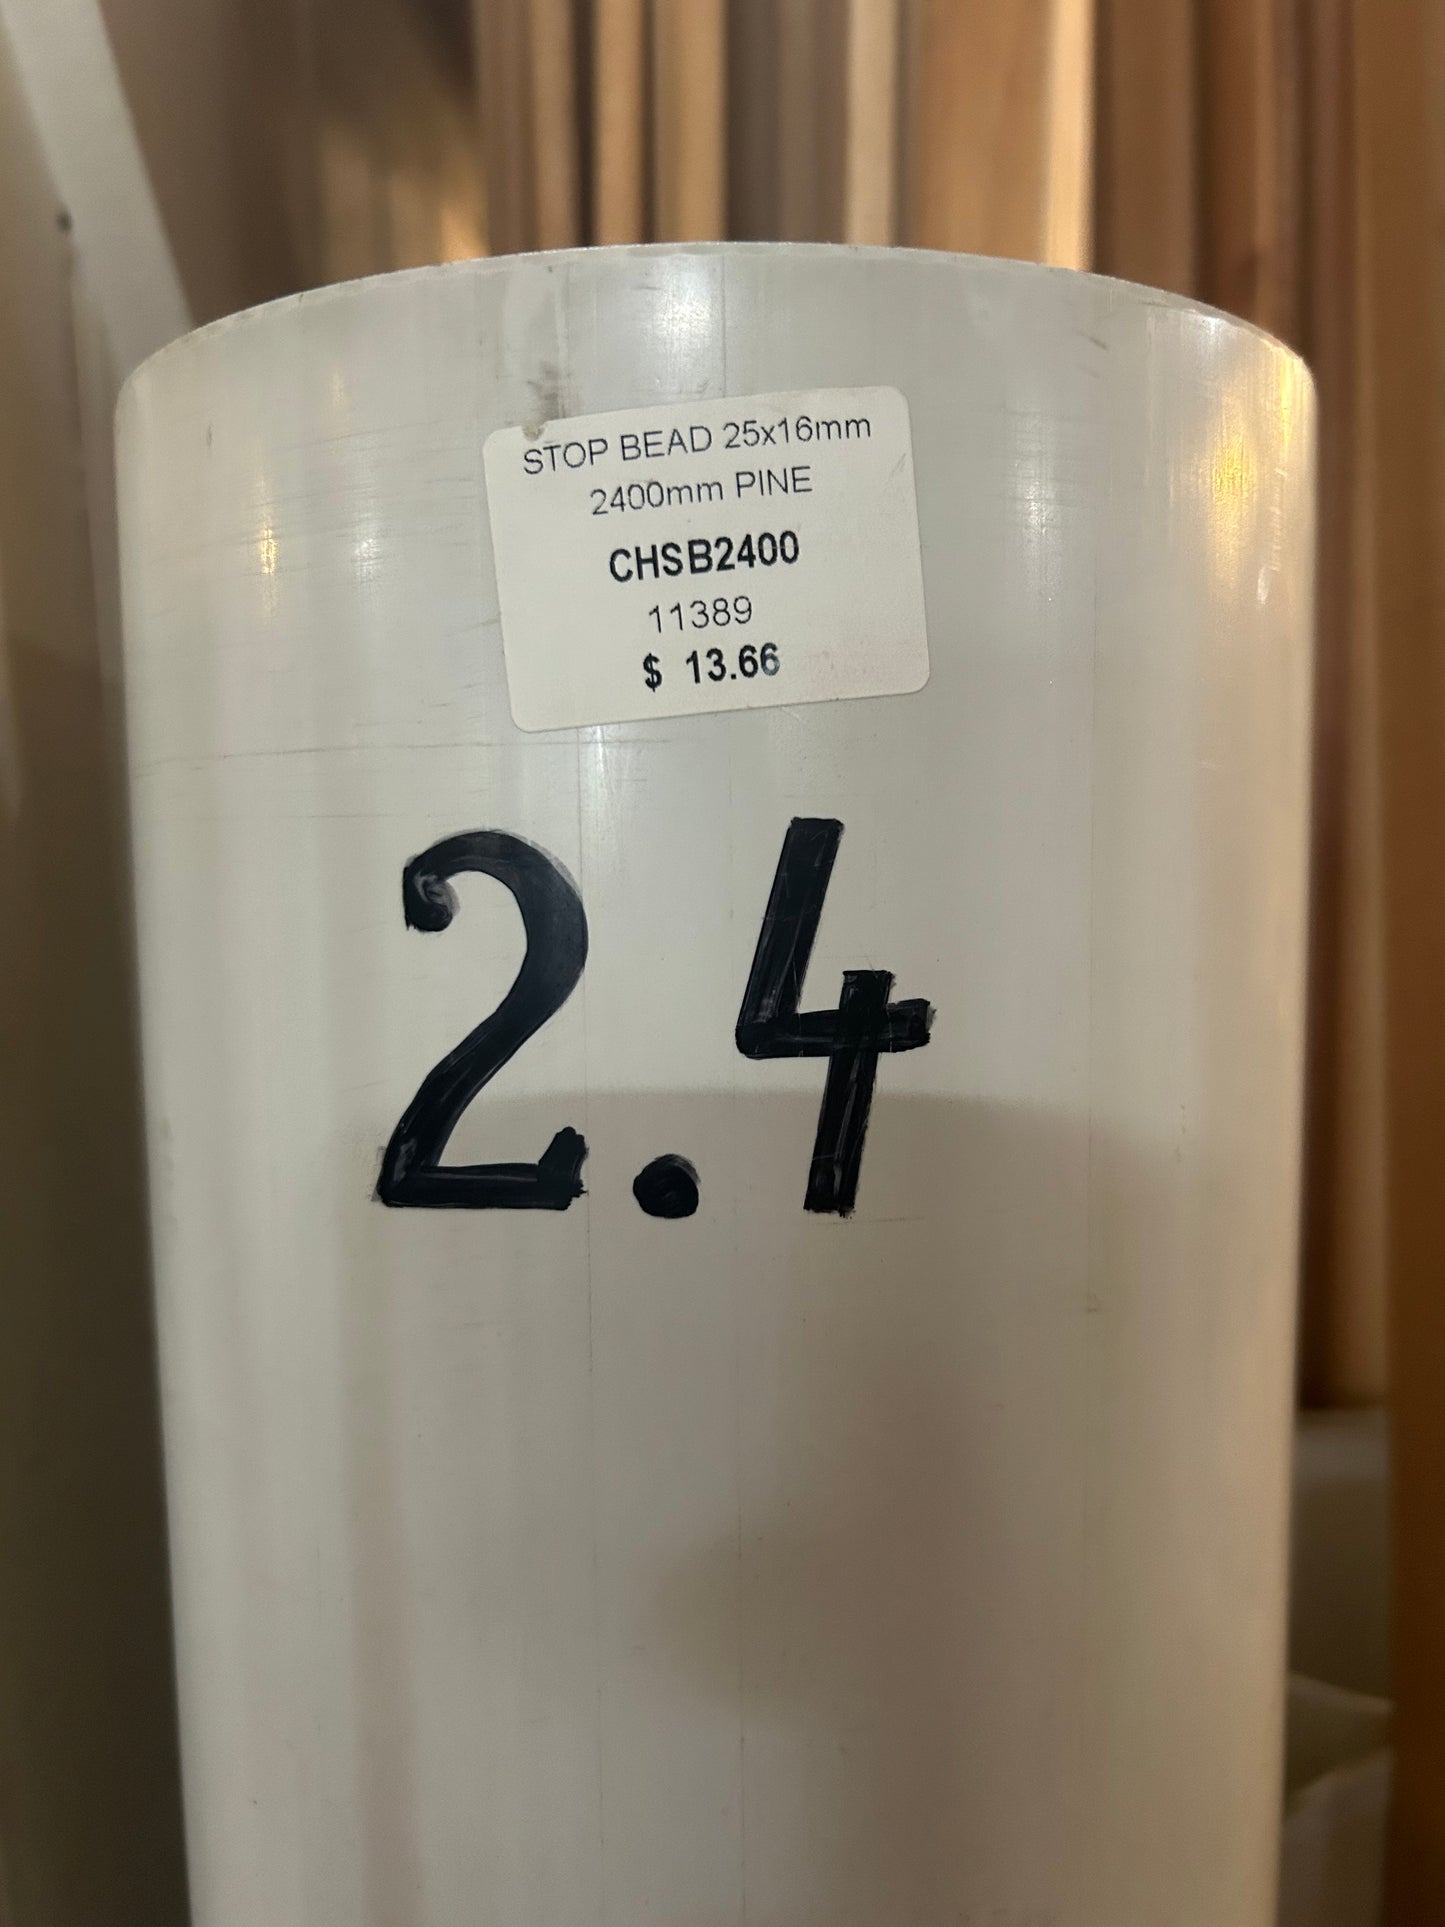 STOP BEAD 25x16mm
2400mm PINE
CHSB2400
11389
$ 13.66
2.4